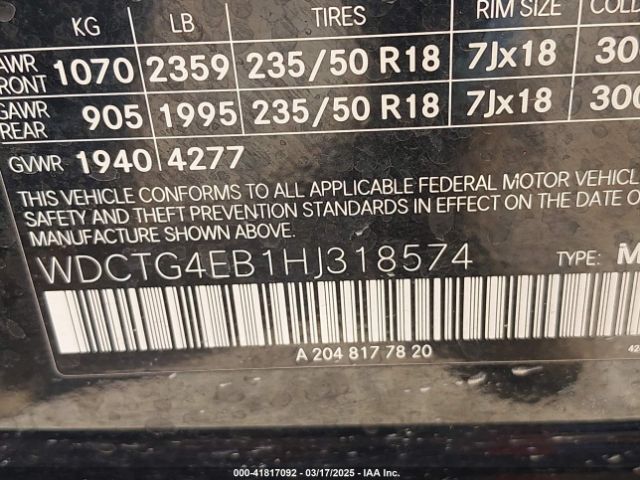 KG LB TIRES RIM SIZE COLD
GAWR FRONT 1070 2359 235/50 R18 7Jx18 30
GAWR REAR 905 1995 235/50 R18 7Jx18 300
GVWR 1940 4277
THIS VEHICLE CONFORMS TO ALL APPLICABLE FEDERAL MOTOR VEHICLE
SAFETY AND THEFT PREVENTION STANDARDS IN EFFECT ON THE DATE O
MANUFACTURE SHOWN ABOVE.
WDCTG4EB1HJ318574 TYPE: M
A 204 817 78 20
000-41817092 - 03/17/2025 - IAA Inc.